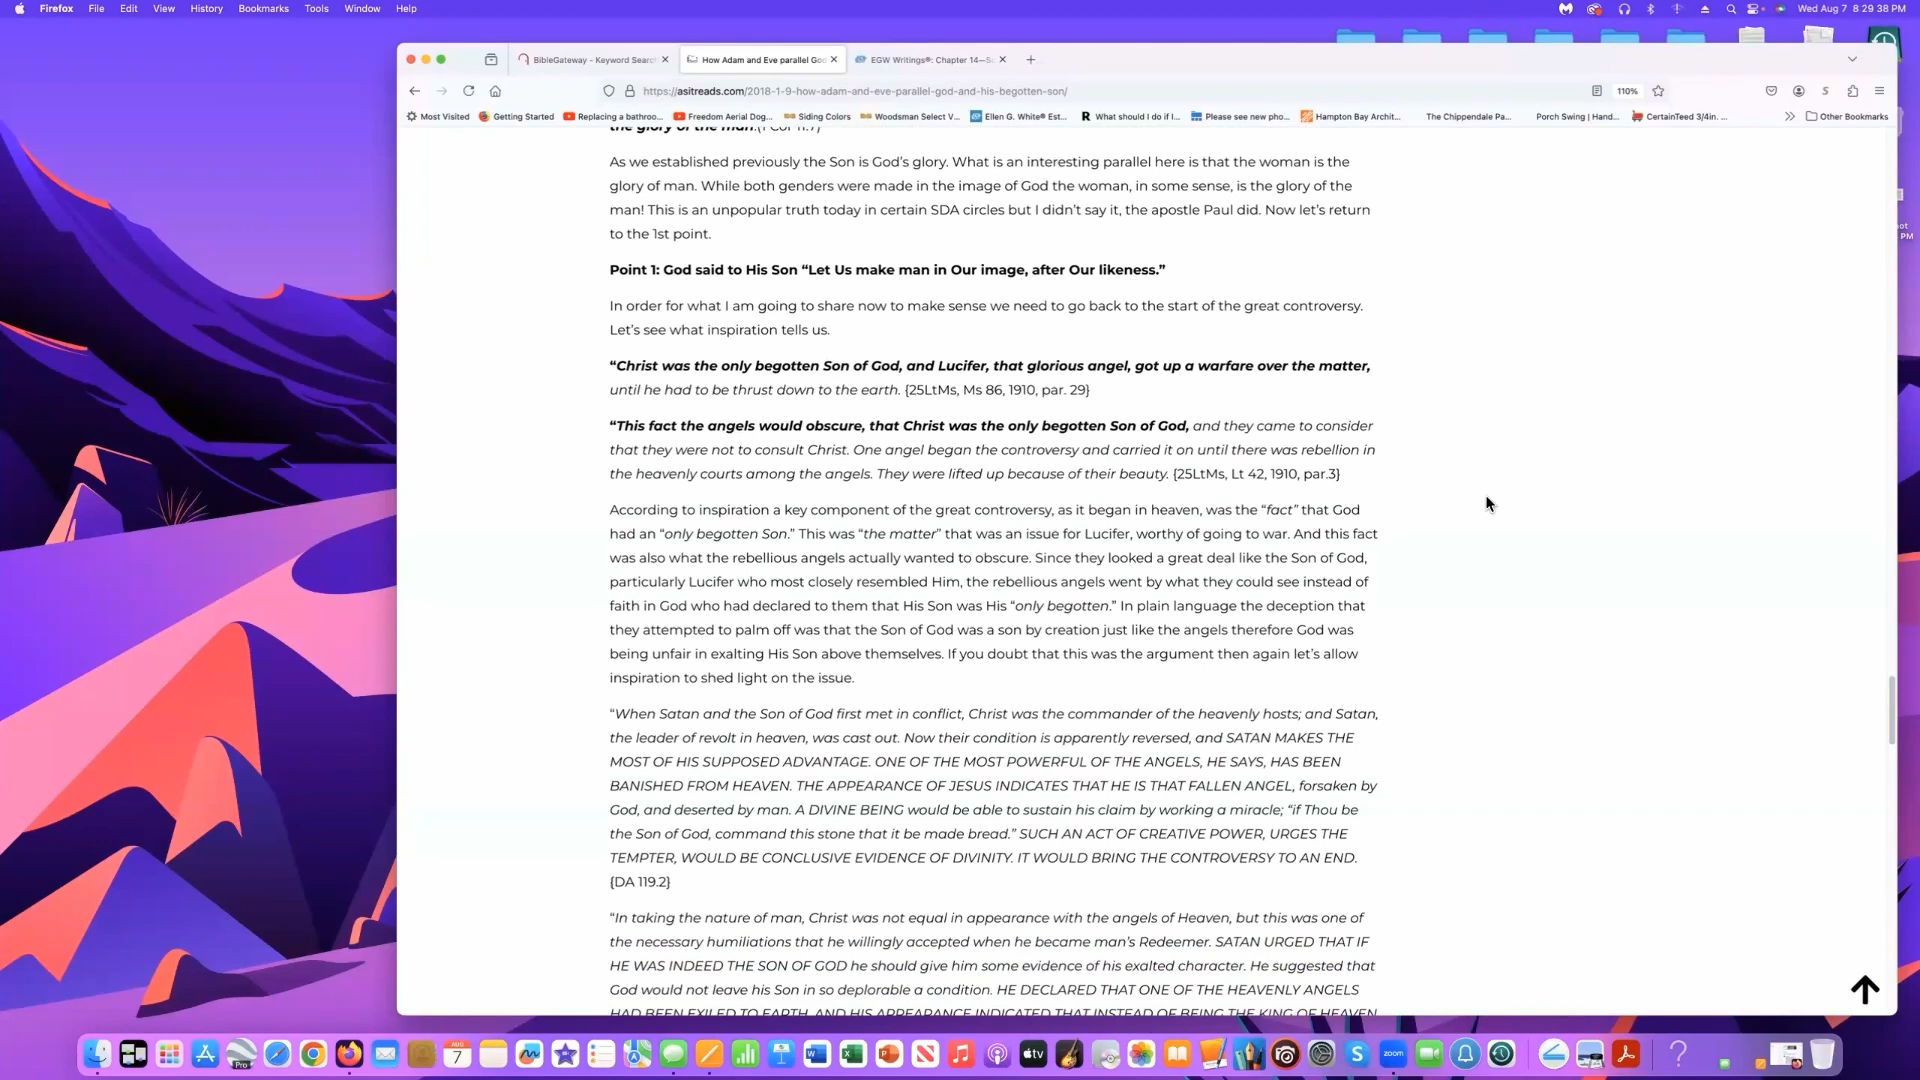 Firefox File Edit View History Bookmarks Tools Window Help
Wed Aug 7 8 29 38 PM
BibleGateway - Keyword Searc
How Adam and Eve parallel God
EGW Writings®: Chapter 14—S
https://asitreads.com/2018-1-9-how-adam-and-eve-parallel-god-and-his-begotten-son/
110%
Most Visited Getting Started Replacing a bathroo... Freedom Aerial Dog... Siding Colors Woodsman Select V... Ellen G. White® Est... What should I do if I... Please see new pho... Hampton Bay Archit... The Chippendale Pa... Porch Swing | Hand... CertainTeed 3/4in. ... Other Bookmarks
the glory of the man.(1 Cor 11:7)
As we established previously the Son is God’s glory. What is an interesting parallel here is that the woman is the
glory of man. While both genders were made in the image of God the woman, in some sense, is the glory of the
man! This is an unpopular truth today in certain SDA circles but I didn’t say it, the apostle Paul did. Now let’s return
to the 1st point.
Point 1: God said to His Son “Let Us make man in Our image, after Our likeness.”
In order for what I am going to share now to make sense we need to go back to the start of the great controversy.
Let’s see what inspiration tells us.
“Christ was the only begotten Son of God, and Lucifer, that glorious angel, got up a warfare over the matter,
until he had to be thrust down to the earth. {25LtMs, Ms 86, 1910, par. 29}
“This fact the angels would obscure, that Christ was the only begotten Son of God, and they came to consider
that they were not to consult Christ. One angel began the controversy and carried it on until there was rebellion in
the heavenly courts among the angels. They were lifted up because of their beauty. {25LtMs, Lt 42, 1910, par.3}
According to inspiration a key component of the great controversy, as it began in heaven, was the “fact” that God
had an “only begotten Son.” This was “the matter” that was an issue for Lucifer, worthy of going to war. And this fact
was also what the rebellious angels actually wanted to obscure. Since they looked a great deal like the Son of God,
particularly Lucifer who most closely resembled Him, the rebellious angels went by what they could see instead of
faith in God who had declared to them that His Son was His “only begotten.” In plain language the deception that
they attempted to palm off was that the Son of God was a son by creation just like the angels therefore God was
being unfair in exalting His Son above themselves. If you doubt that this was the argument then again let’s allow
inspiration to shed light on the issue.
“When Satan and the Son of God first met in conflict, Christ was the commander of the heavenly hosts; and Satan,
the leader of revolt in heaven, was cast out. Now their condition is apparently reversed, and SATAN MAKES THE
MOST OF HIS SUPPOSED ADVANTAGE. ONE OF THE MOST POWERFUL OF THE ANGELS, HE SAYS, HAS BEEN
BANISHED FROM HEAVEN. THE APPEARANCE OF JESUS INDICATES THAT HE IS THAT FALLEN ANGEL, forsaken by
God, and deserted by man. A DIVINE BEING would be able to sustain his claim by working a miracle; “if Thou be
the Son of God, command this stone that it be made bread.” SUCH AN ACT OF CREATIVE POWER, URGES THE
TEMPTER, WOULD BE CONCLUSIVE EVIDENCE OF DIVINITY. IT WOULD BRING THE CONTROVERSY TO AN END.
{DA 119.2}
“In taking the nature of man, Christ was not equal in appearance with the angels of Heaven, but this was one of
the necessary humiliations that he willingly accepted when he became man’s Redeemer. SATAN URGED THAT IF
HE WAS INDEED THE SON OF GOD he should give him some evidence of his exalted character. He suggested that
God would not leave his Son in so deplorable a condition. HE DECLARED THAT ONE OF THE HEAVENLY ANGELS
HAD BEEN EXILED TO EARTH, AND HIS APPEARANCE INDICATED THAT INSTEAD OF BEING THE KING OF HEAVEN
PM
Pro
AUG
7
tv
zoom